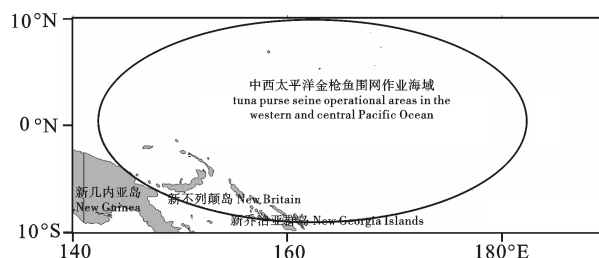 10°N
中西太平洋金枪鱼围网作业海域
tuna purse seine operational areas in the
western and central Pacific Ocean
0°N
新几内亚岛
New Guinea
新不列颠岛 New Britain
新乔治亚群岛 New Georgia Islands
10°S
140
160
180°E